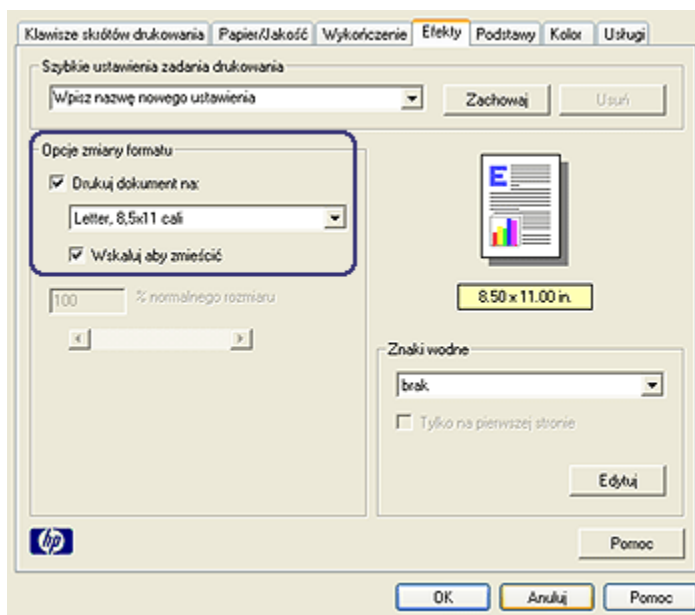 Klawisze skrótów drukowania Papier/Jakość Wykończenie Efekty Podstawy Kolor Usługi
Szybkie ustawienia zadania drukowania
Wpisz nazwę nowego ustawienia Zachowaj Usuń
Opcje zmiany formatu
Drukuj dokument na:
Letter, 8,5x11 cali
Wskaluj aby zmieścić
100 % normalnego rozmiaru
E
8.50 x 11.00 in.
Znaki wodne
brak
Tylko na pierwszej stronie
Edytuj
hp
Pomoc
OK Anuluj Pomoc